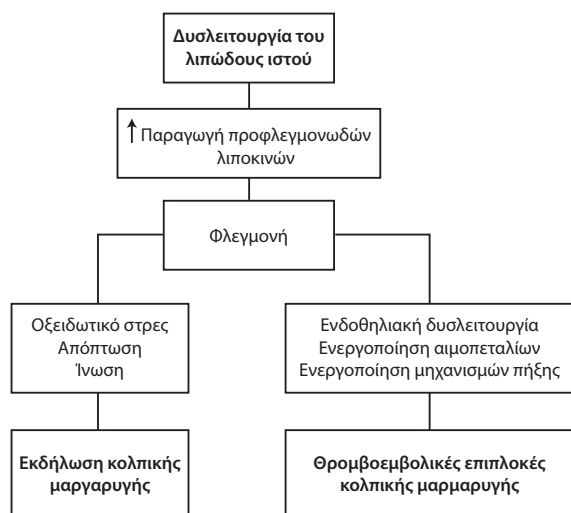 Δυσλειτουργία του
λιπώδους ιστού
↑ Παραγωγή προφλεγμονωδών
λιποκινών
Φλεγμονή
Οξειδωτικό στρες
Απόπτωση
Ίνωση
Ενδοθηλιακή δυσλειτουργία
Ενεργοποίηση αιμοπεταλίων
Ενεργοποίηση μηχανισμών πήξης
Εκδήλωση κολπικής
μαργαρυγής
Θρομβοεμβολικές επιπλοκές
κολπικής μαρμαρυγής